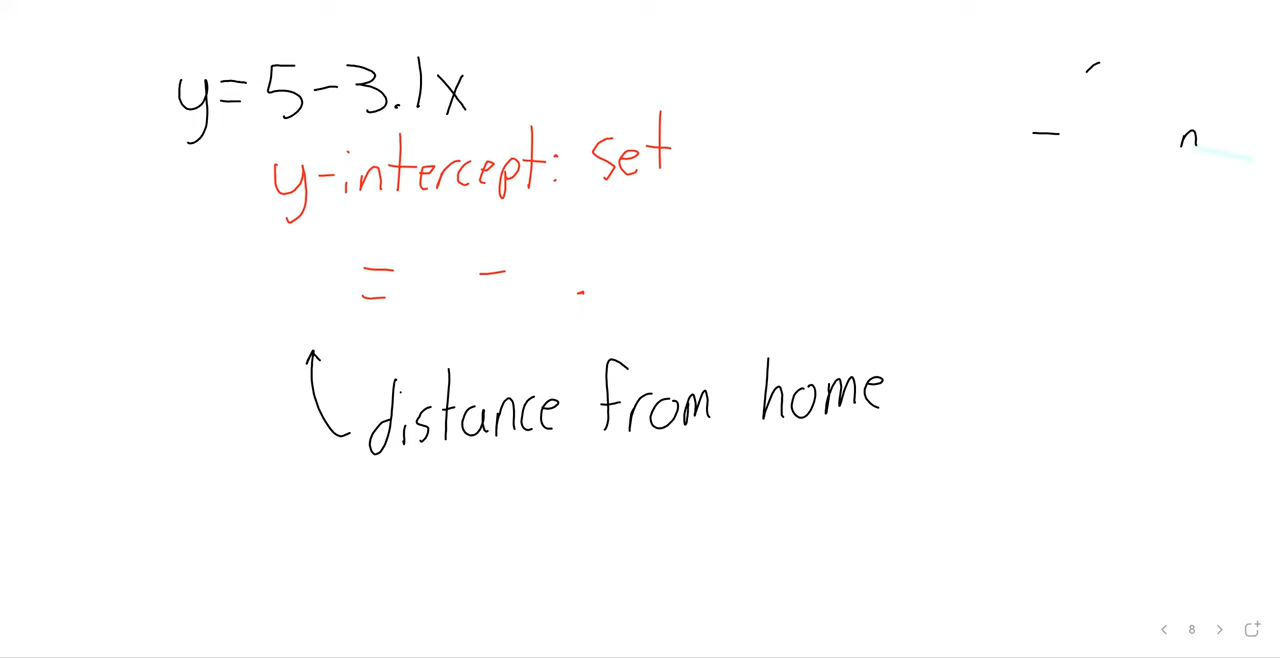 y=5-3.1x
y-intercept: set
= - .
distance from home
- n
8